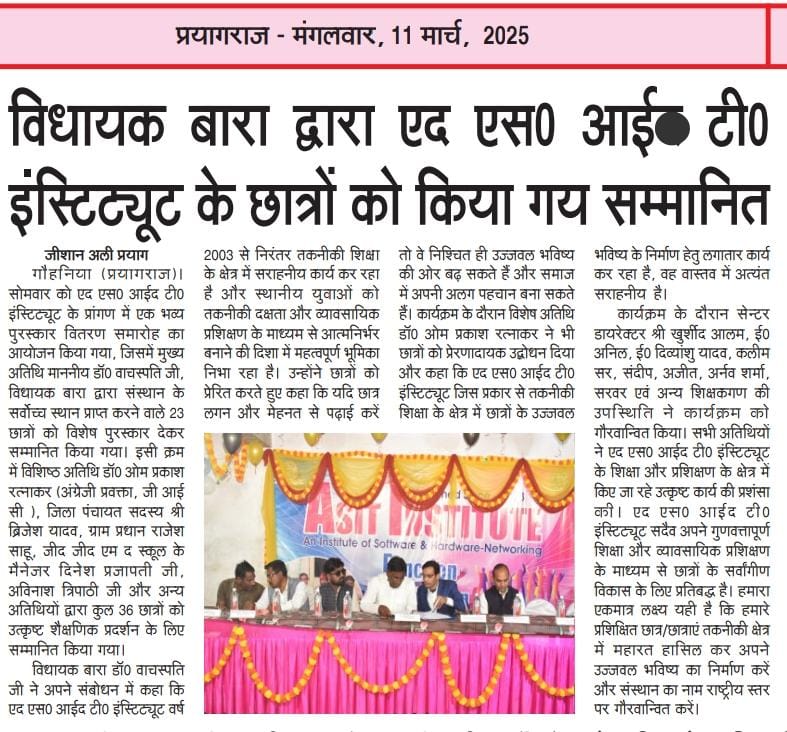 प्रयागराज - मंगलवार, 11 मार्च, 2025
विधायक बारा द्वारा एद एस0 आई टी0
इंस्टिट्यूट के छात्रों को किया गय सम्मानित
जीशान अली प्रयाग
गौहनिया (प्रयागराज)।
सोमवार को एद एस0 आईद टी0
इंस्टिट्यूट के प्रांगण में एक भव्य
पुरस्कार वितरण समारोह का
आयोजन किया गया, जिसमें मुख्य
अतिथि माननीय डॉ0 वाचस्पति जी,
विधायक बारा द्वारा संस्थान के
सर्वोच्च स्थान प्राप्त करने वाले 23
छात्रों को विशेष पुरस्कार देकर
सम्मानित किया गया। इसी क्रम
में विशिष्ठ अतिथि डॉ0 ओम प्रकाश
रत्नाकर (अंग्रेजी प्रवक्ता, जी आई
सी ), जिला पंचायत सदस्य श्री
ब्रिजेश यादव, ग्राम प्रधान राजेश
साहू, जीद जीद एम द स्कूल के
मैनेजर दिनेश प्रजापती जी,
अविनाश त्रिपाठी जी और अन्य
अतिथियों द्वारा कुल 36 छात्रों को
उत्कृष्ट शैक्षणिक प्रदर्शन के लिए
सम्मानित किया गया।
विधायक बारा डॉ0 वाचस्पति
जी ने अपने संबोधन में कहा कि
एद एस0 आईद टी0 इंस्टिट्यूट वर्ष
2003 से निरंतर तकनीकी शिक्षा
के क्षेत्र में सराहनीय कार्य कर रहा
है और स्थानीय युवाओं को
तकनीकी दक्षता और व्यावसायिक
प्रशिक्षण के माध्यम से आत्मनिर्भर
बनाने की दिशा में महत्वपूर्ण भूमिका
निभा रहा है। उन्होंने छात्रों को
प्रेरित करते हुए कहा कि यदि छात्र
लगन और मेहनत से पढ़ाई करें
तो वे निश्चित ही उज्जवल भविष्य
की ओर बढ़ सकते हैं और समाज
में अपनी अलग पहचान बना सकते
हैं। कार्यक्रम के दौरान विशेष अतिथि
डॉ0 ओम प्रकाश रत्नाकर ने भी
छात्रों को प्रेरणादायक उद्बोधन दिया
और कहा कि एद एस0 आईद टी0
इंस्टिट्यूट जिस प्रकार से तकनीकी
शिक्षा के क्षेत्र में छात्रों के उज्जवल
भविष्य के निर्माण हेतु लगातार कार्य
कर रहा है, वह वास्तव में अत्यंत
सराहनीय है।
कार्यक्रम के दौरान सेन्टर
डायरेक्टर श्री खुर्शीद आलम, ई0
अनिल, ई0 दिव्यांशु यादव, कलीम
सर, संदीप, अजीत, अर्नव शर्मा,
सरवर एवं अन्य शिक्षकगण की
उपस्थिति ने कार्यक्रम को
गौरवान्वित किया। सभी अतिथियों
ने एद एस0 आईद टी0 इंस्टिट्यूट
के शिक्षा और प्रशिक्षण के क्षेत्र में
किए जा रहे उत्कृष्ट कार्य की प्रशंसा
की। एद एस0 आईद टी0
इंस्टिट्यूट सदैव अपने गुणवत्तापूर्ण
शिक्षा और व्यावसायिक प्रशिक्षण
के माध्यम से छात्रों के सर्वांगीण
विकास के लिए प्रतिबद्ध है। हमारा
एकमात्र लक्ष्य यही है कि हमारे
प्रशिक्षित छात्र/छात्राएं तकनीकी क्षेत्र
में महारत हासिल कर अपने
उज्जवल भविष्य का निर्माण करें
और संस्थान का नाम राष्ट्रीय स्तर
पर गौरवान्वित करें।
ASIT INSTITUTE
An Institute of Software & Hardware-Networking